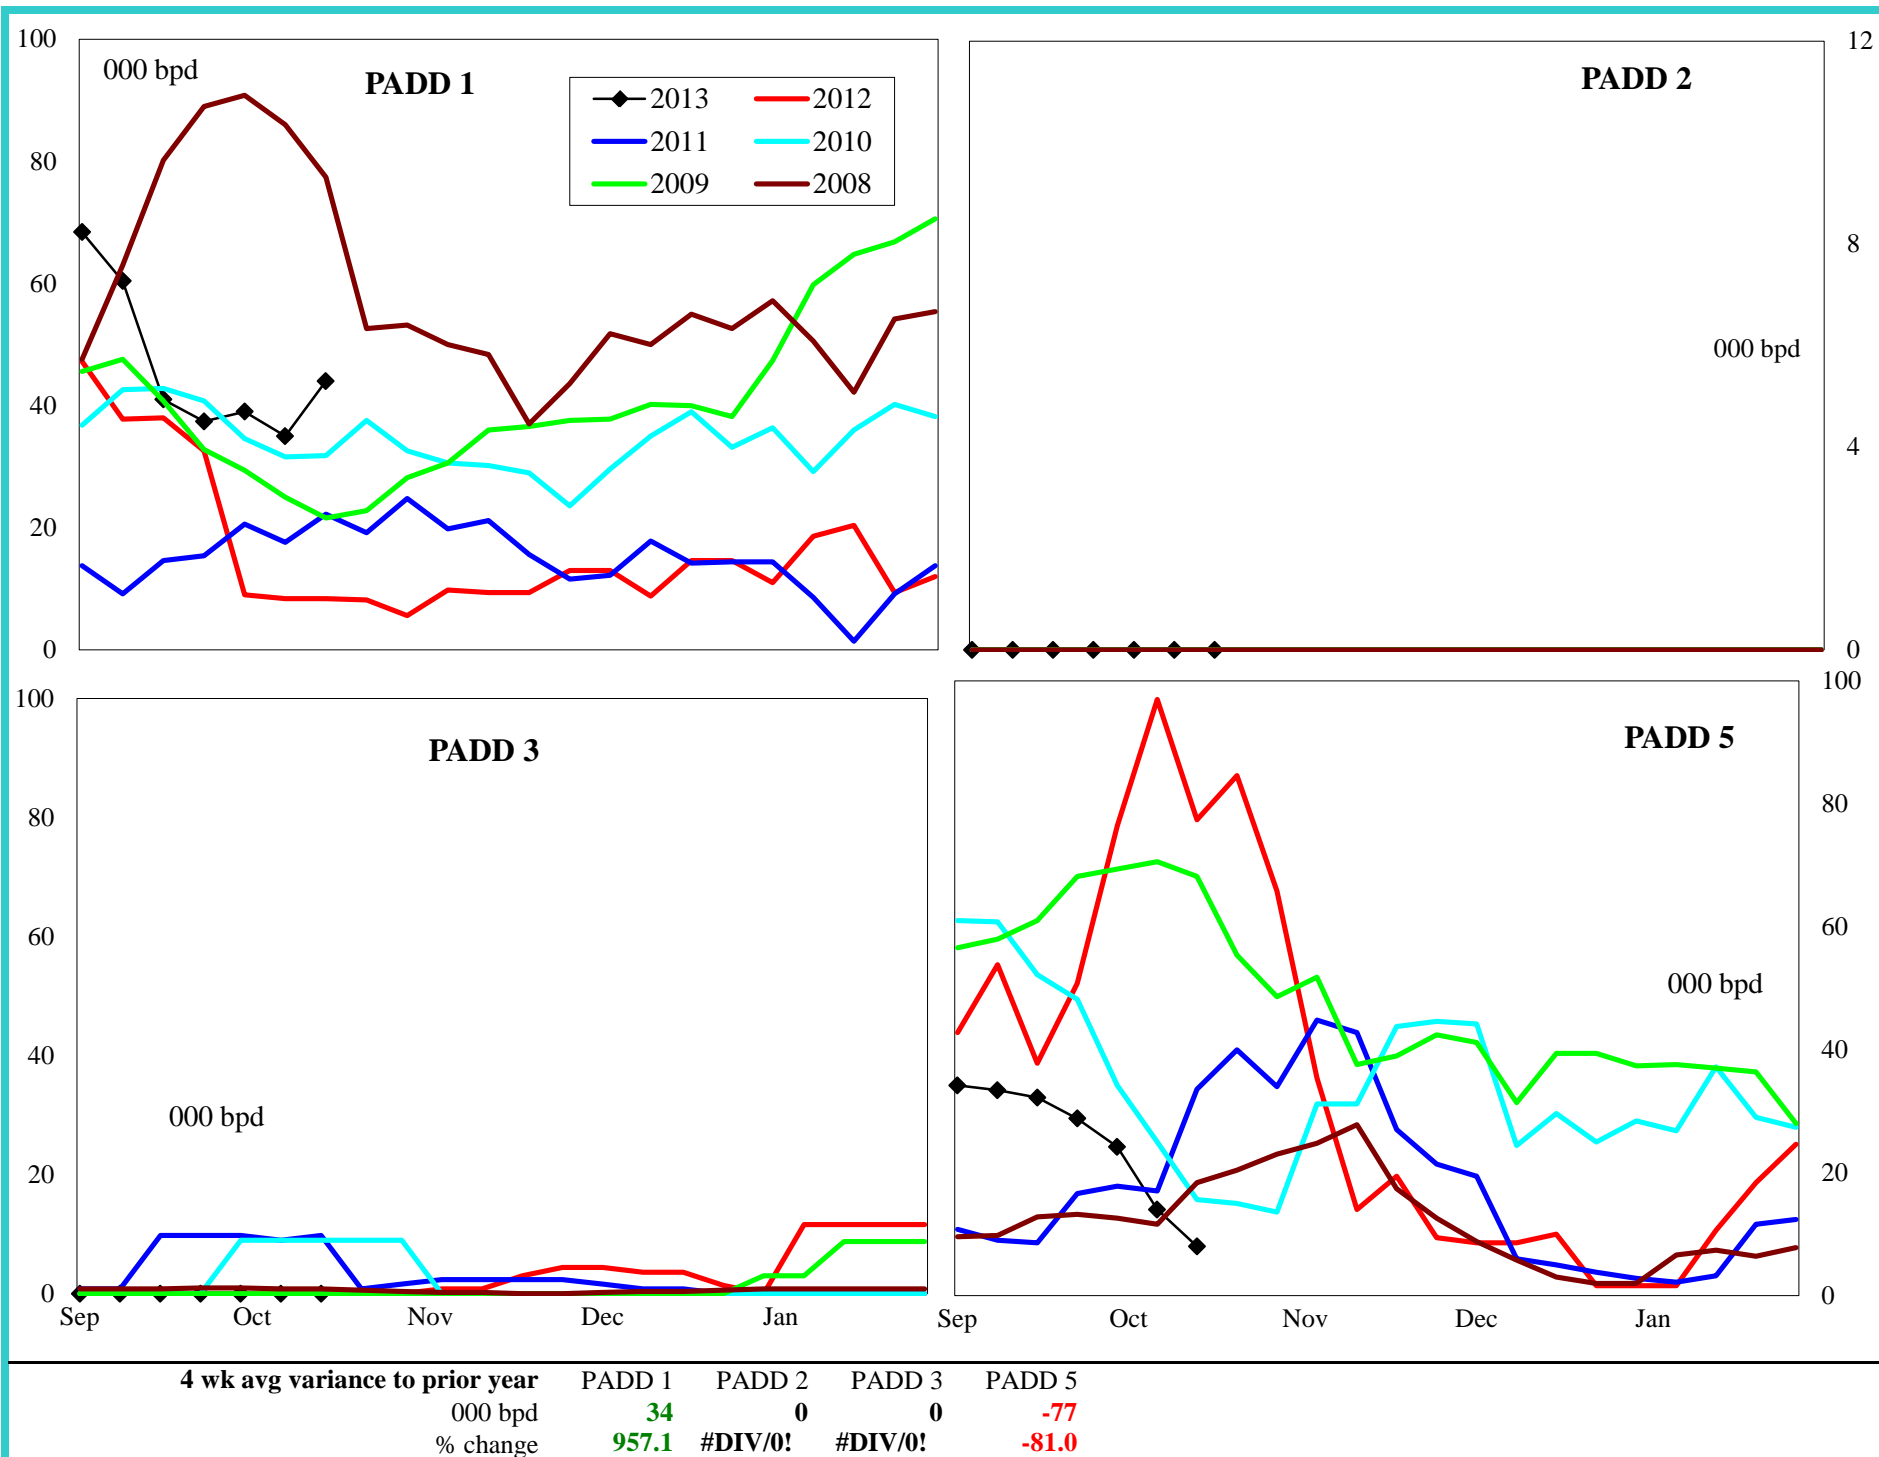 100
80
60
40
20
0
000 bpd
PADD 1
2013
2012
2011
2010
2009
2008
PADD 2
000 bpd
12
8
4
0
100
80
60
40
20
0
PADD 3
000 bpd
Sep Oct Nov Dec Jan
PADD 5
000 bpd
100
80
60
40
20
0
Sep Oct Nov Dec Jan
4 wk avg variance to prior year PADD 1 PADD 2 PADD 3 PADD 5
000 bpd 34 0 0 -77
% change 957.1 #DIV/0! #DIV/0! -81.0